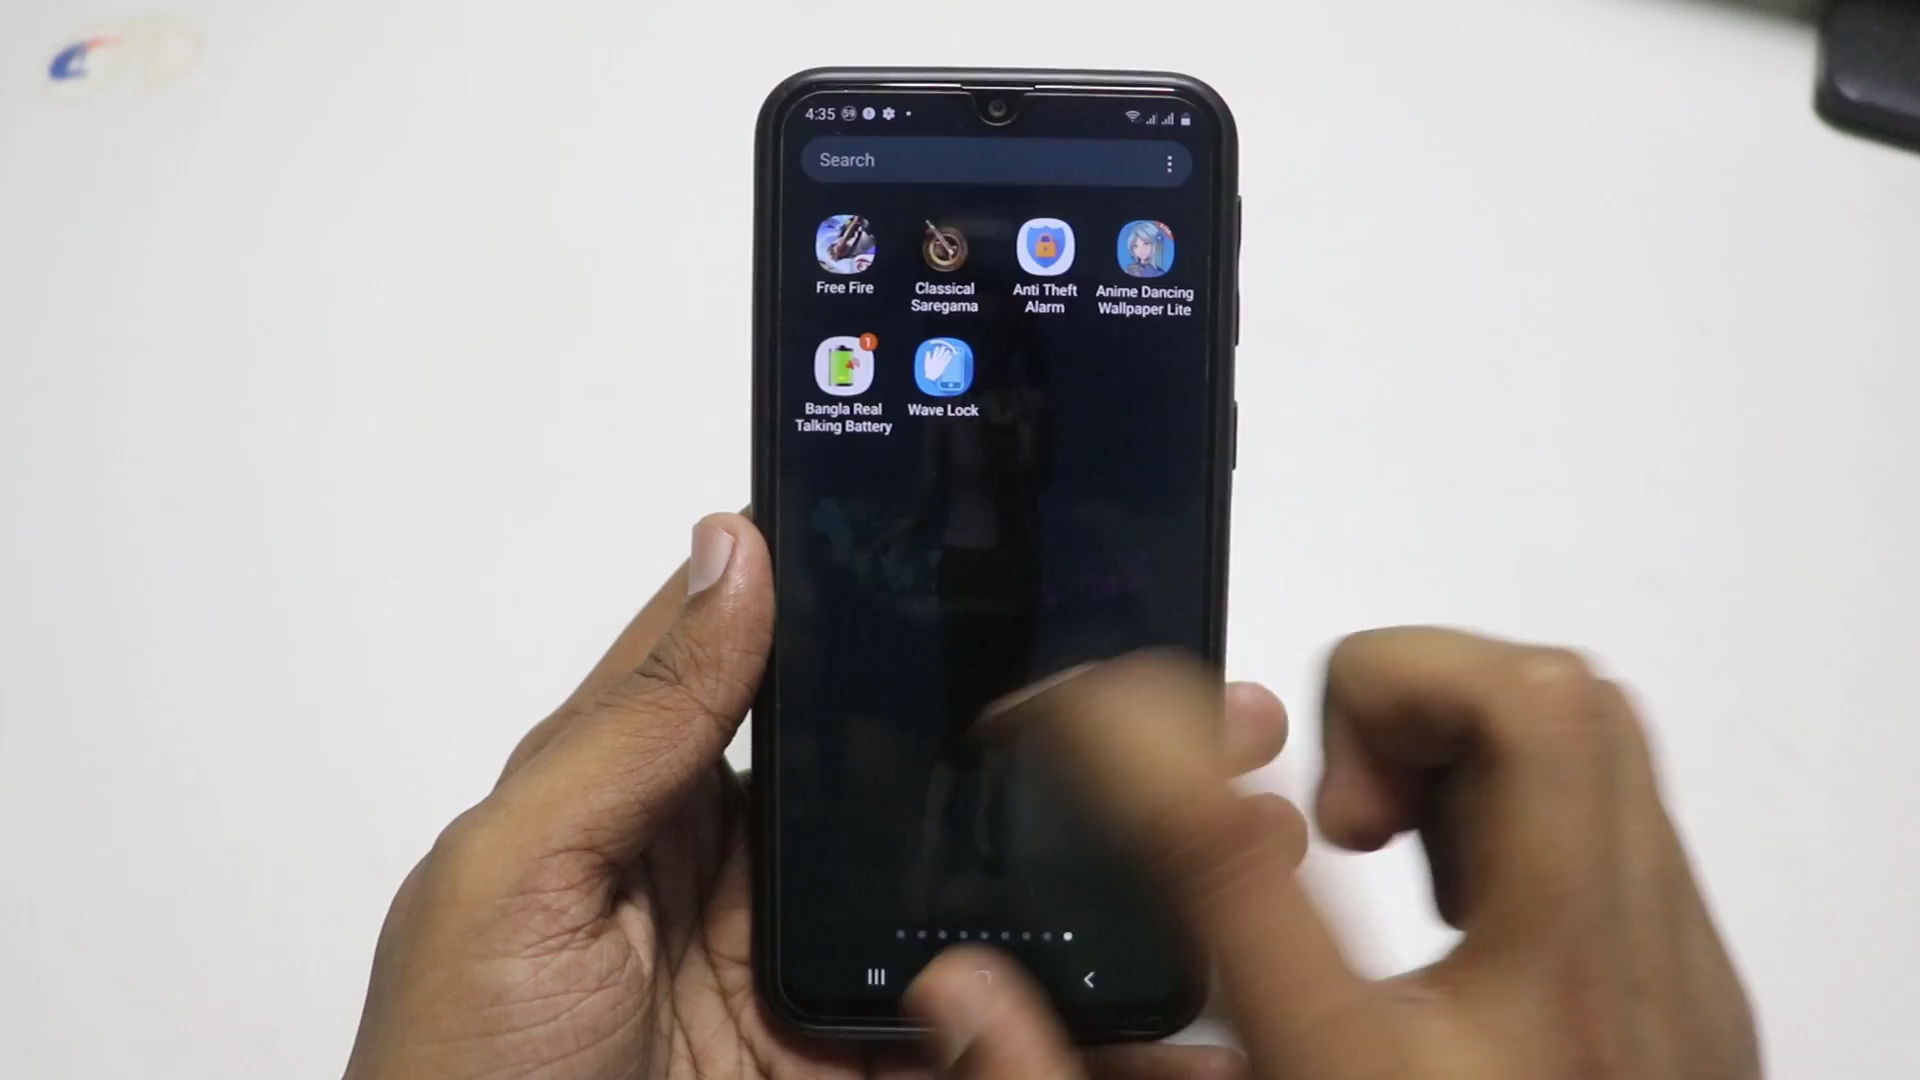 4:35
Search
Free Fire
Classical
Saregama
Anti Theft
Alarm
Anime Dancing
Wallpaper Lite
1
Bangla Real
Talking Battery
Wave Lock